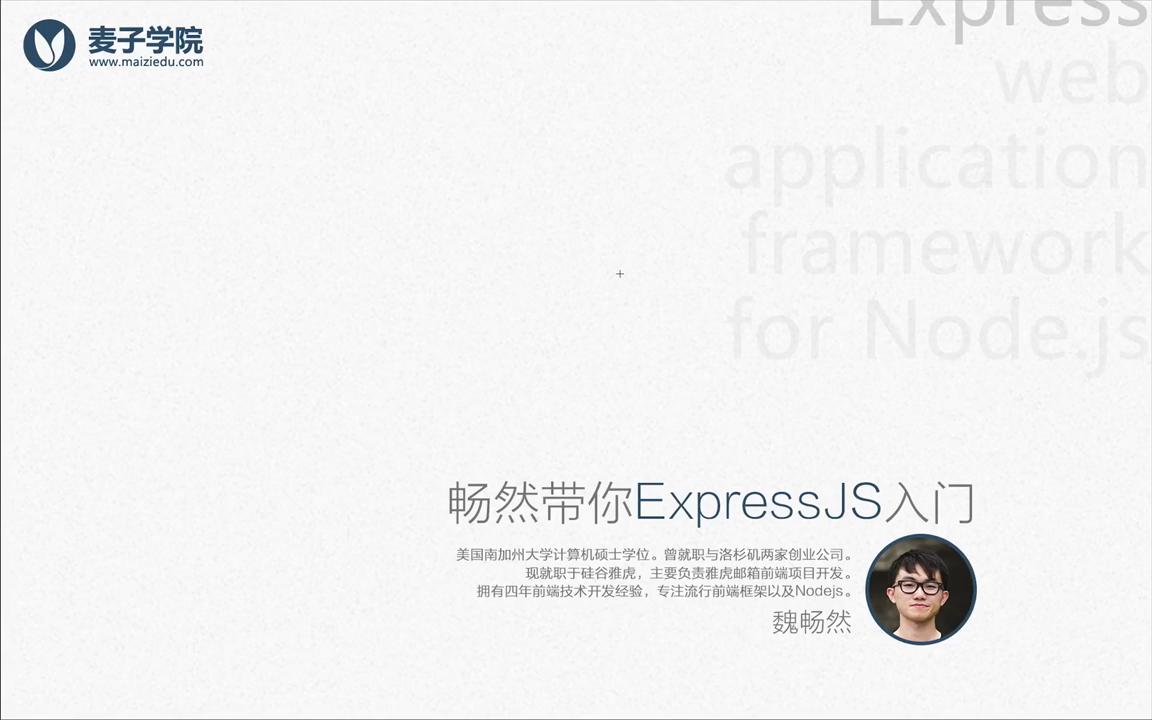 麦子学院
www.maiziedu.com
Express
web
application
framework
for Node.js
畅然带你ExpressJS入门
美国南加州大学计算机硕士学位。曾就职与洛杉矶两家创业公司。
现就职于硅谷雅虎，主要负责雅虎邮箱前端项目开发。
拥有四年前端技术开发经验，专注流行前端框架以及Nodejs。
魏畅然